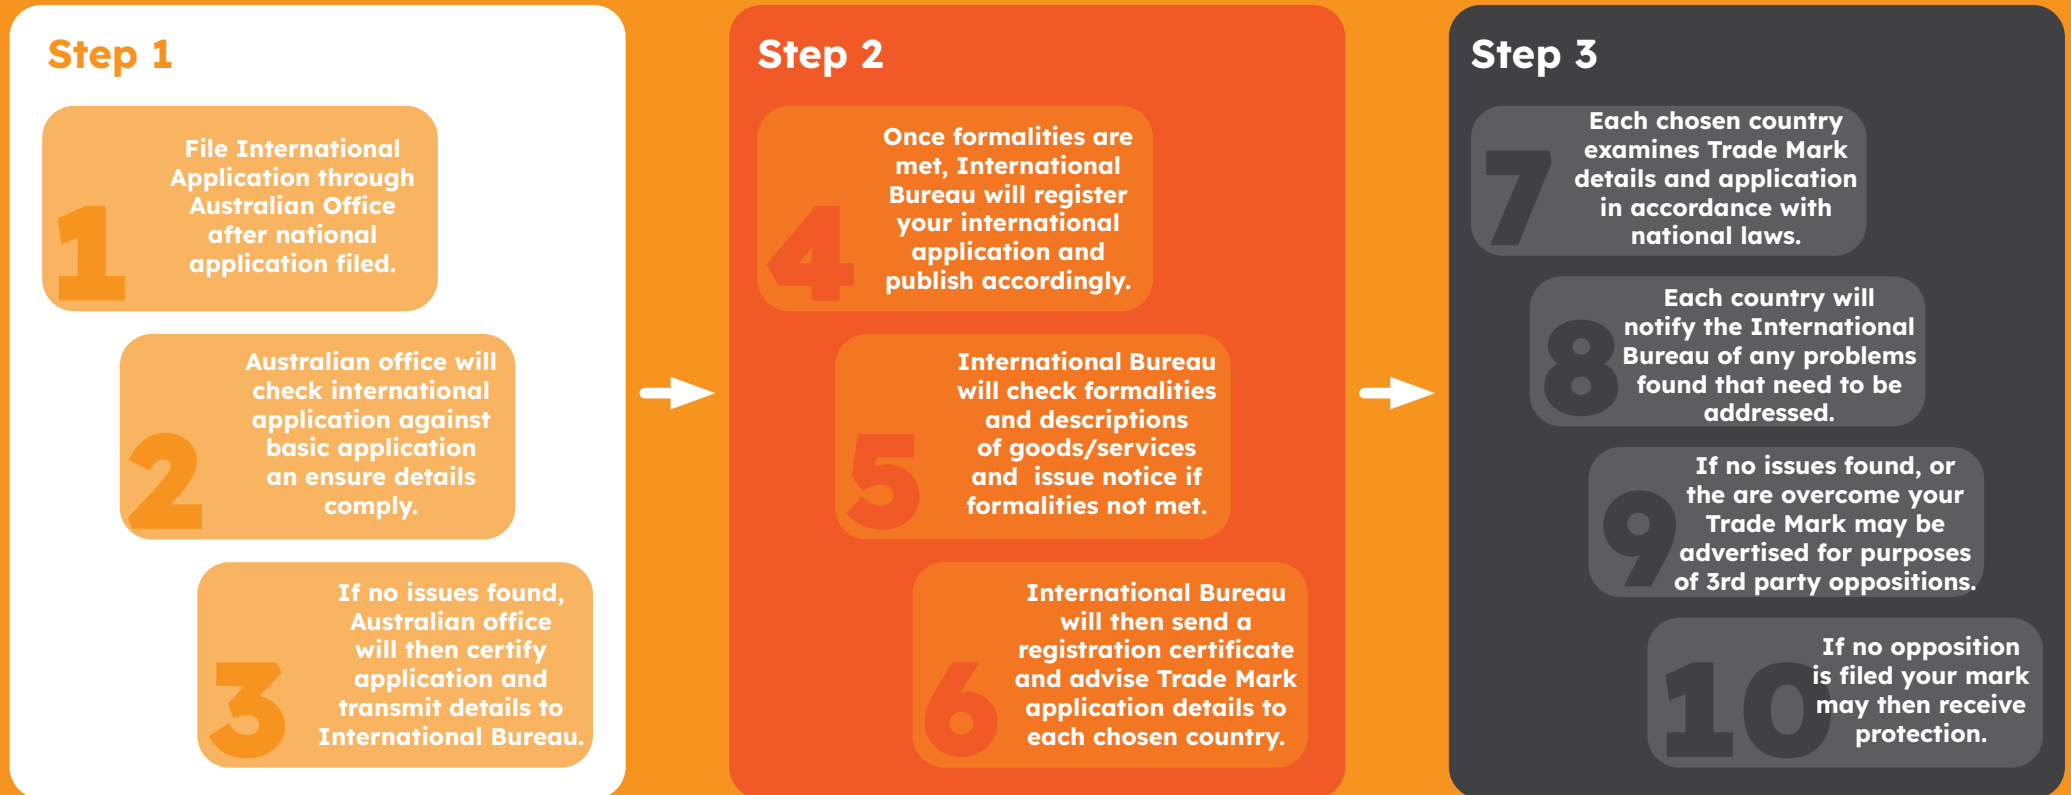 Step 1
1
File International
Application through
Australian Office
after national
application filed.
2
Australian office will
check international
application against
basic application
an ensure details
comply.
3
If no issues found,
Australian office
will then certify
application and
transmit details to
International Bureau.
Step 2
4
Once formalities are
met, International
Bureau will register
your international
application and
publish accordingly.
5
International Bureau
will check formalities
and descriptions
of goods/services
and  issue notice if
formalities not met.
6
International Bureau
will then send a
registration certificate
and advise Trade Mark
application details to
each chosen country.
Step 3
7
Each chosen country
examines Trade Mark
details and application
in accordance with
national laws.
8
Each country will
notify the International
Bureau of any problems
found that need to be
addressed.
9
If no issues found, or
the are overcome your
Trade Mark may be
advertised for purposes
of 3rd party oppositions.
10
If no opposition
is filed your mark
may then receive
protection.